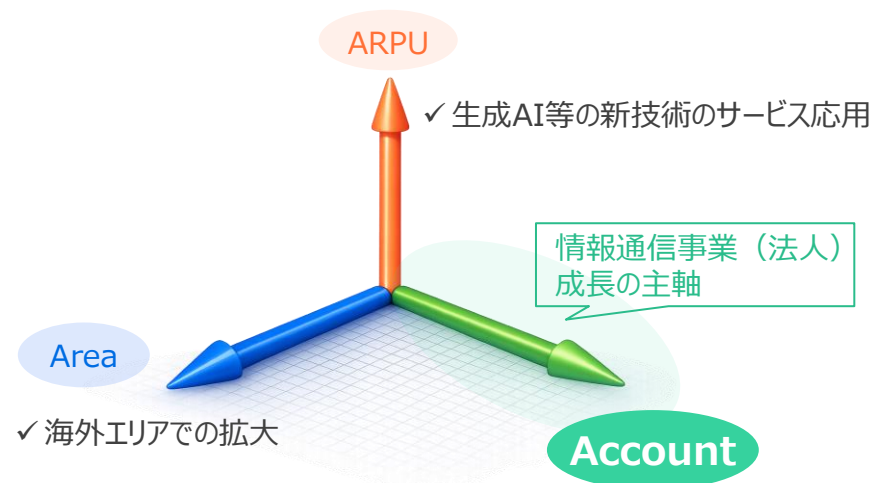 ARPU
✓ 生成AI等の新技術のサービス応用
情報通信事業（法人）
成長の主軸
Area
✓ 海外エリアでの拡大
Account